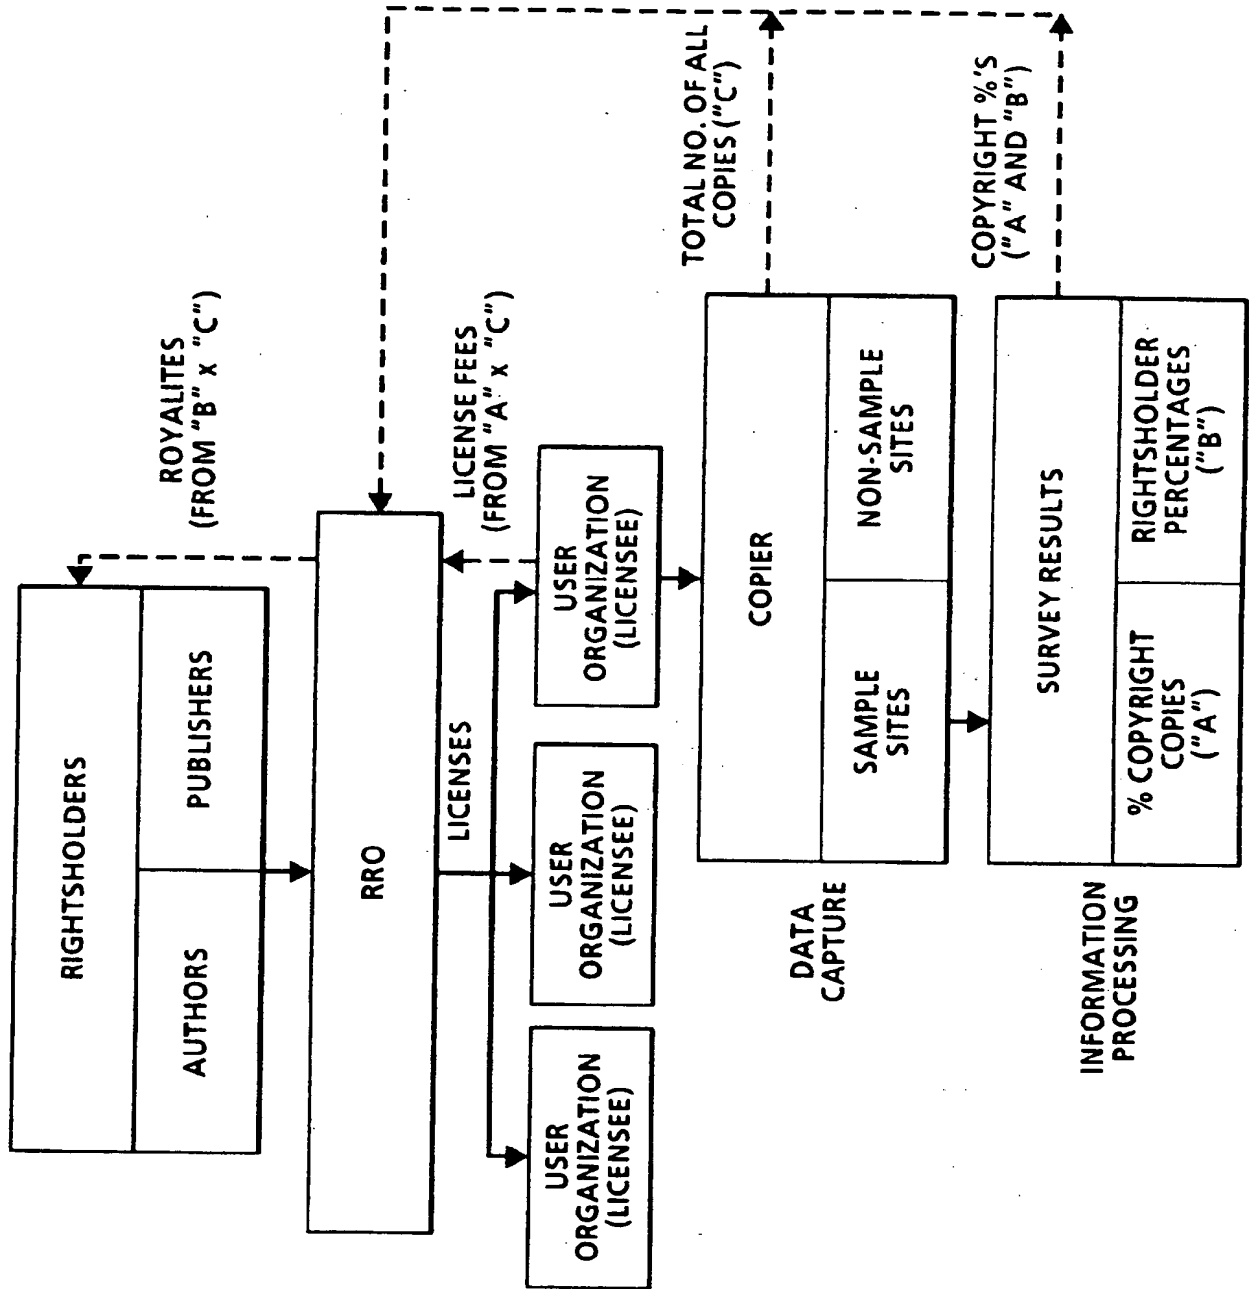 RIGHTSHOLDERS
AUTHORS
PUBLISHERS
ROYALITES
(FROM "B" x "C")
RRO
LICENSES
LICENSE FEES
(FROM "A" x "C")
USER
ORGANIZATION
(LICENSEE)
USER
ORGANIZATION
(LICENSEE)
USER
ORGANIZATION
(LICENSEE)
DATA
CAPTURE
COPIER
SAMPLE
SITES
NON-SAMPLE
SITES
TOTAL NO. OF ALL
COPIES ("C")
INFORMATION
PROCESSING
SURVEY RESULTS
% COPYRIGHT
COPIES
("A")
RIGHTSHOLDER
PERCENTAGES
("B")
COPYRIGHT %'S
("A" AND "B")